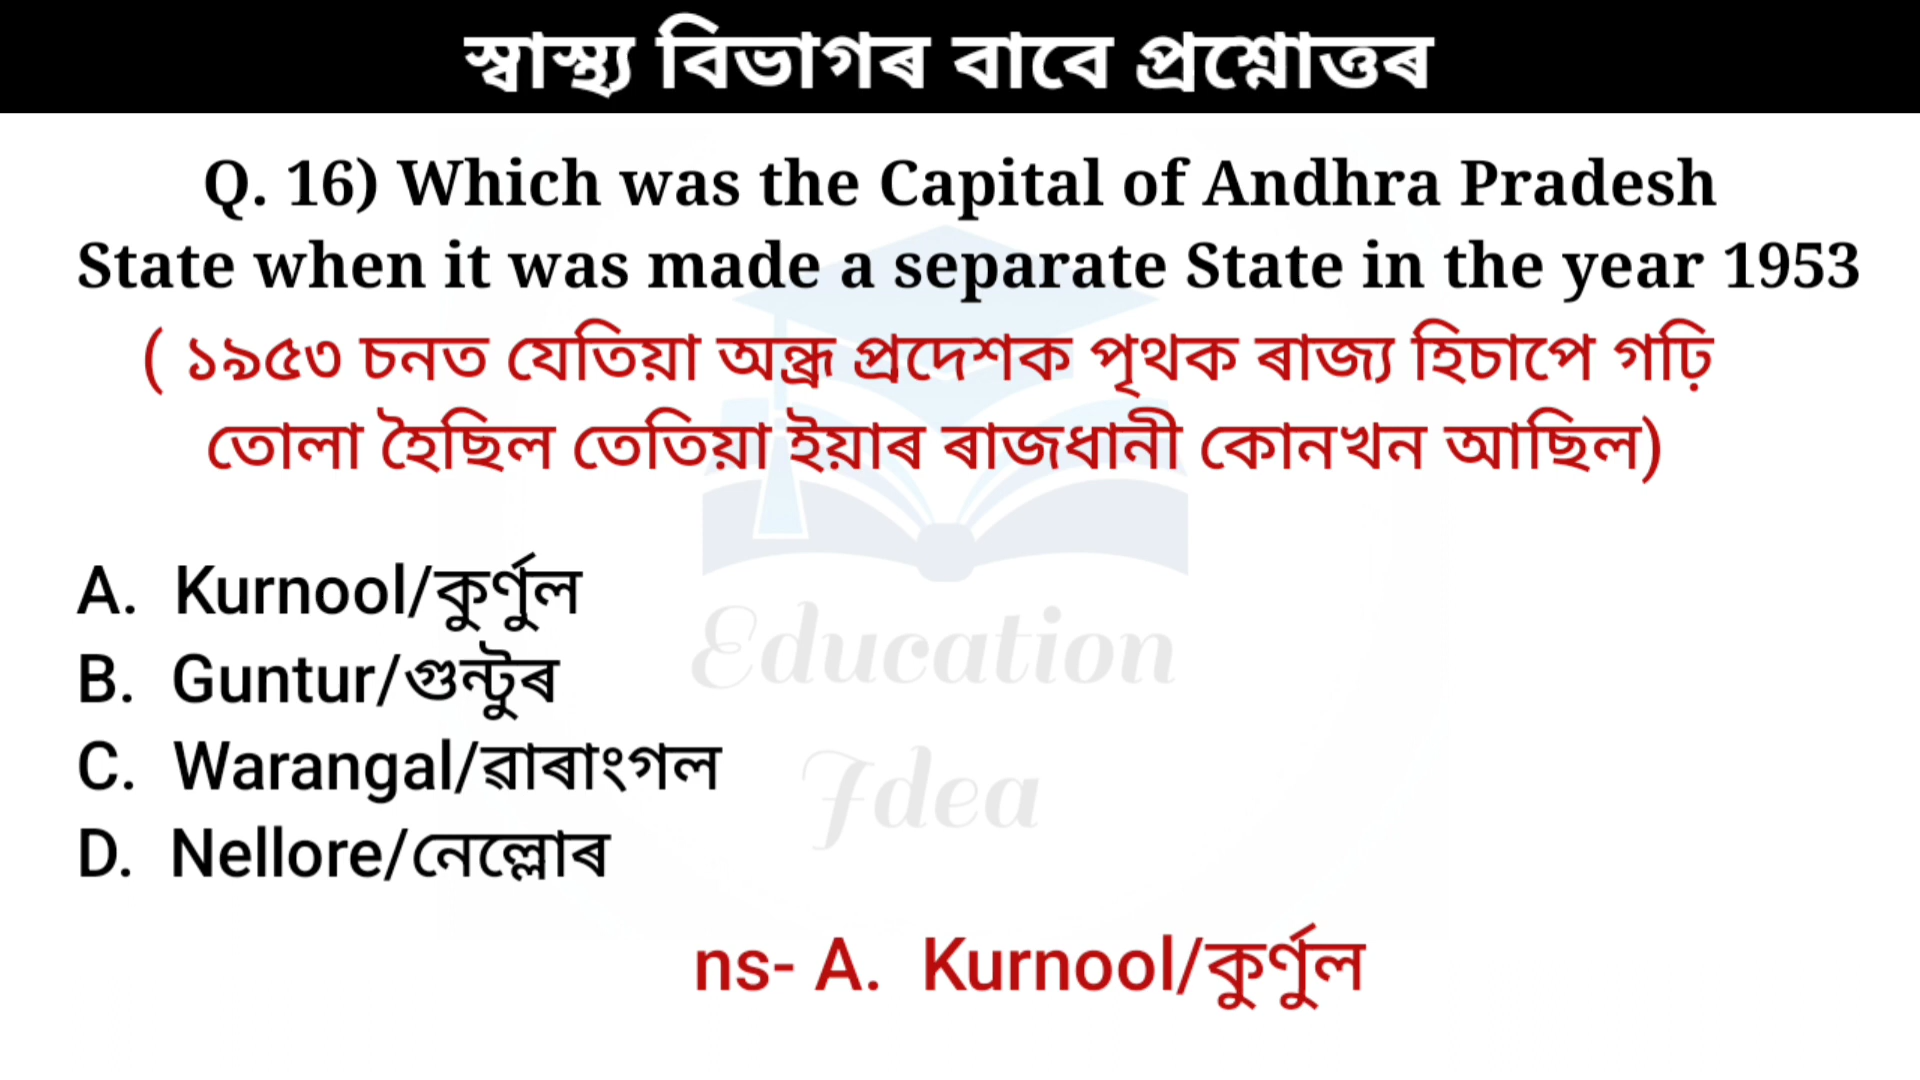 স্বাস্থ্য বিভাগৰ বাবে প্ৰশ্নোত্তৰ
Q. 16) Which was the Capital of Andhra Pradesh
State when it was made a separate State in the year 1953
( ১৯৫৩ চনত যেতিয়া অন্ধ্ৰ প্ৰদেশক পৃথক ৰাজ্য হিচাপে গঢ়ি
তোলা হৈছিল তেতিয়া ইয়াৰ ৰাজধানী কোনখন আছিল)
A. Kurnool/কুৰ্ণুল
B. Guntur/গুন্টুৰ
C. Warangal/ৱাৰাংগল
D. Nellore/নেল্লোৰ
Education
Idea
ns- A. Kurnool/কুৰ্ণুল